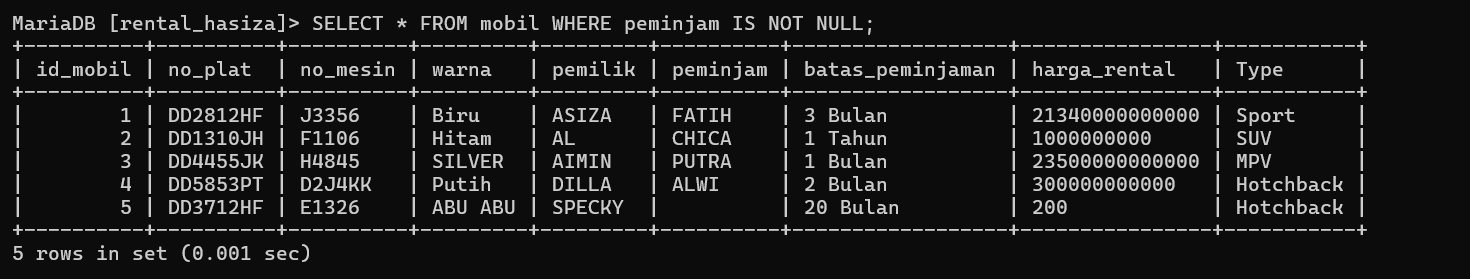 MariaDB [rental_hasiza]> SELECT * FROM mobil WHERE peminjam IS NOT NULL;
+----------+----------+----------+---------+---------+----------+------------------+----------------+-----------+
| id_mobil | no_plat  | no_mesin | warna   | pemilik | peminjam | batas_peminjaman | harga_rental   | Type      |
+----------+----------+----------+---------+---------+----------+------------------+----------------+-----------+
|        1 | DD2812HF | J3356    | Biru    | ASIZA   | FATIH    | 3 Bulan          | 21340000000000 | Sport     |
|        2 | DD1310JH | F1106    | Hitam   | AL      | CHICA    | 1 Tahun          | 1000000000     | SUV       |
|        3 | DD4455JK | H4845    | SILVER  | AIMIN   | PUTRA    | 1 Bulan          | 23500000000000 | MPV       |
|        4 | DD5853PT | D2J4KK   | Putih   | DILLA   | ALWI     | 2 Bulan          | 300000000000   | Hotchback |
|        5 | DD3712HF | E1326    | ABU ABU | SPECKY  |          | 20 Bulan         | 200            | Hotchback |
+----------+----------+----------+---------+---------+----------+------------------+----------------+-----------+
5 rows in set (0.001 sec)